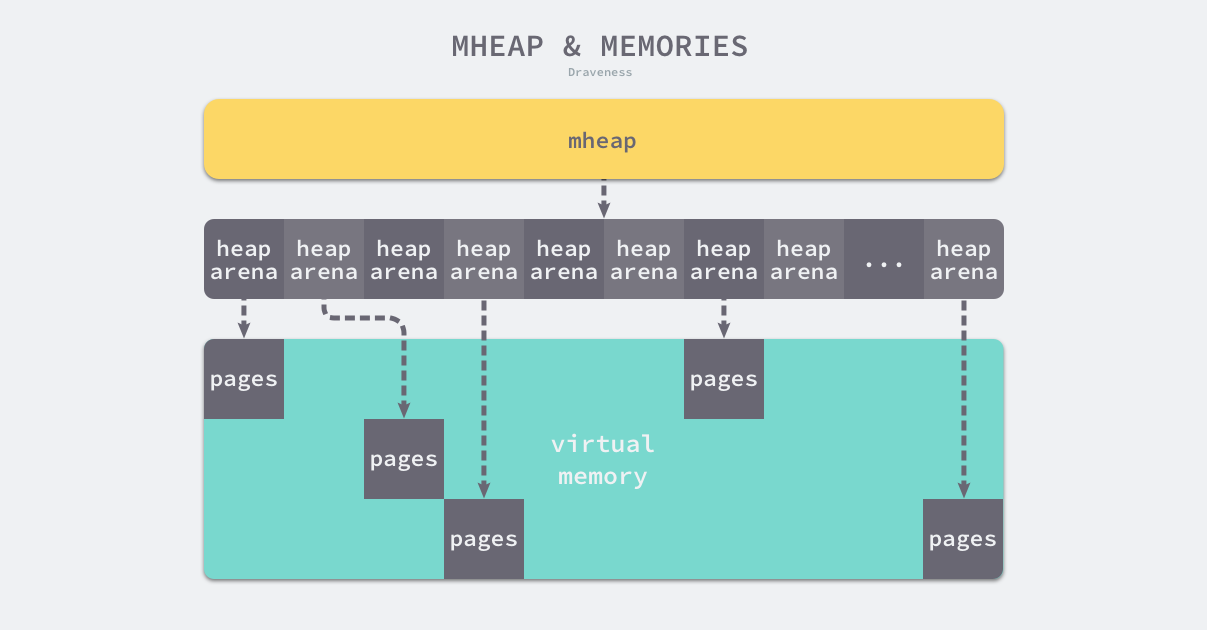 MHEAP & MEMORIES
Draveness
mheap
heap arena
heap arena
heap arena
heap arena
heap arena
heap arena
heap arena
heap arena
...
heap arena
pages
pages
pages
virtual
memory
pages
pages